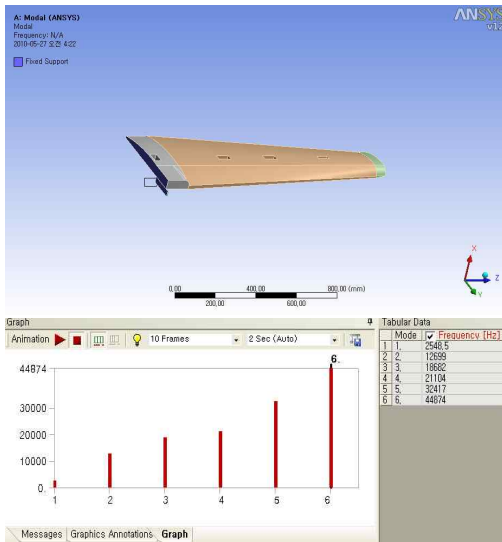 A: Modal (ANSYS)
Modal
Frequency: N/A
2010-05-27 오전 4:22
Fixed Support
ANSYS
v12
X
Z
Y
0,00 400,00 800,00 (mm)
200,00 600,00
Graph
Animation 10 Frames 2 Sec (Auto)
6.
44874
30000
20000
10000
0.
1 2 3 4 5 6
Messages Graphics Annotations Graph
Tabular Data
Mode Frequency [Hz]
1 1, 2548,5
2 2, 12699
3 3, 18682
4 4, 21104
5 5, 32417
6 6, 44874